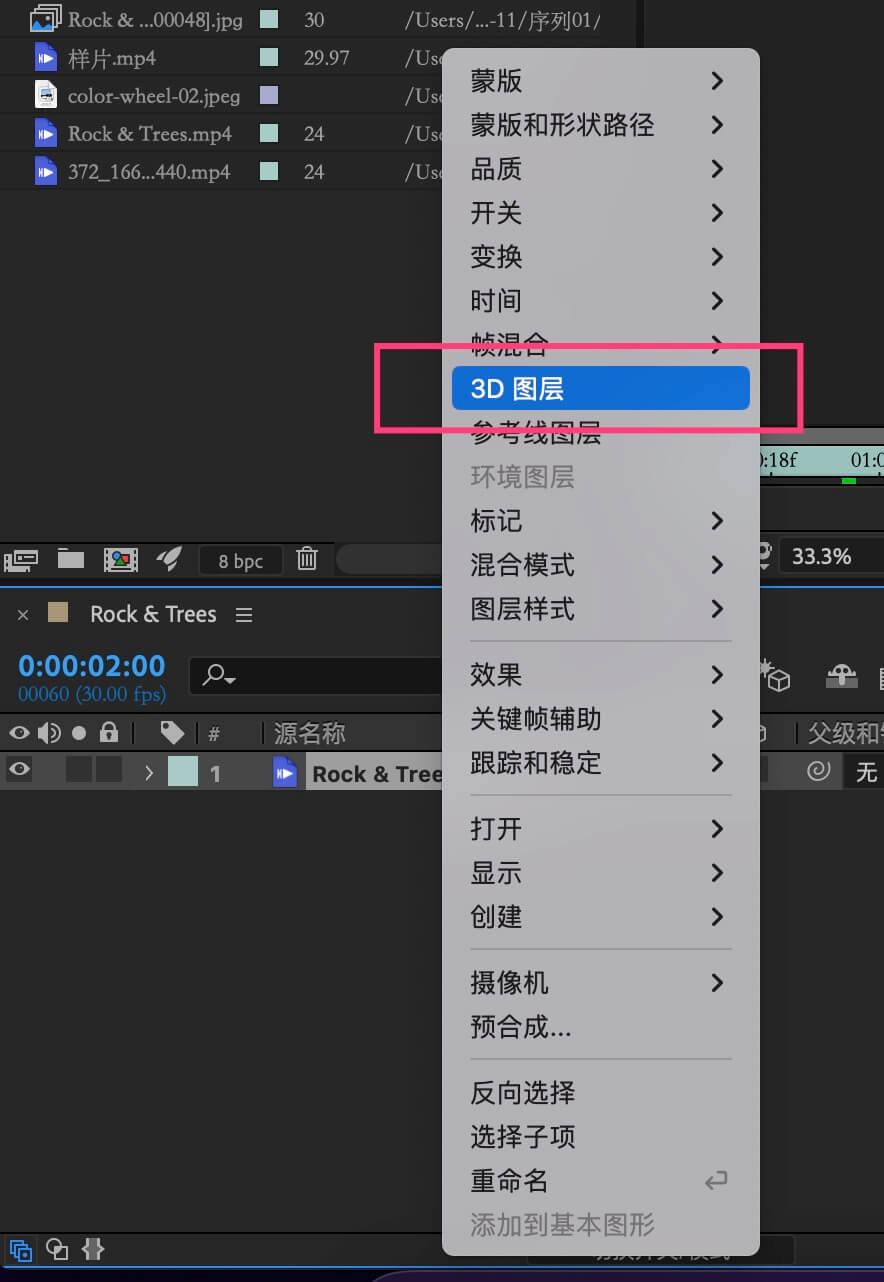 Rock & ...00048].jpg 30 /Users/...-11/序列01/
样片.mp4 29.97 /Use
color-wheel-02.jpeg /Use
Rock & Trees.mp4 24 /Use
372_166...440.mp4 24 /Use
蒙版
蒙版和形状路径
品质
开关
变换
时间
帧混合
3D 图层
参考线图层
环境图层
标记
混合模式
图层样式
效果
关键帧辅助
跟踪和稳定
打开
显示
创建
摄像机
预合成...
反向选择
选择子项
重命名
添加到基本图形
0:18f 01:0
8 bpc
33.3%
Rock & Trees
0:00:02:00
00060 (30.00 fps)
# 源名称 父级和
1 Rock & Tree 无